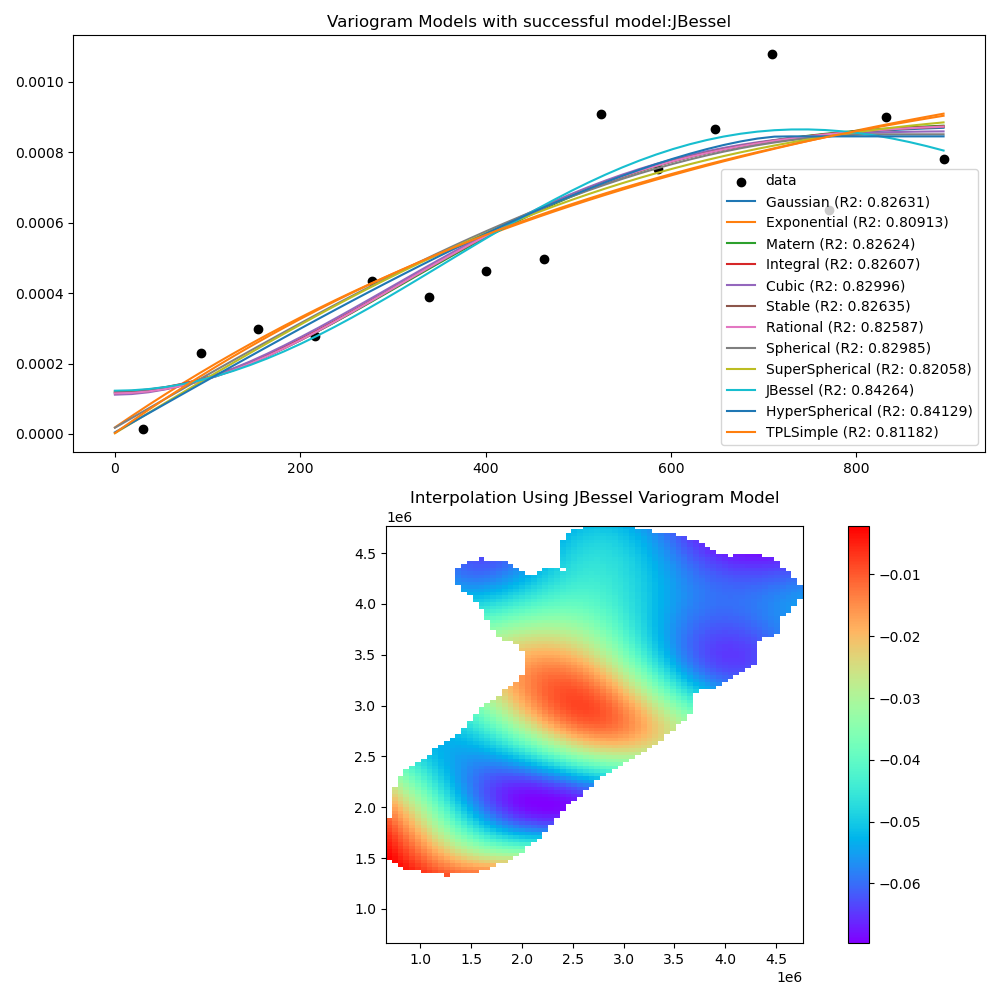 Variogram Models with successful model:JBessel
0.0010
0.0008
0.0006
0.0004
0.0002
0.0000
data
Gaussian (R2: 0.82631)
Exponential (R2: 0.80913)
Matern (R2: 0.82624)
Integral (R2: 0.82607)
Cubic (R2: 0.82996)
Stable (R2: 0.82635)
Rational (R2: 0.82587)
Spherical (R2: 0.82985)
SuperSpherical (R2: 0.82058)
JBessel (R2: 0.84264)
HyperSpherical (R2: 0.84129)
TPLSimple (R2: 0.81182)
0 200 400 600 800
Interpolation Using JBessel Variogram Model
1e6
4.5
4.0
3.5
3.0
2.5
2.0
1.5
1.0
1.0 1.5 2.0 2.5 3.0 3.5 4.0 4.5
1e6
−0.01
−0.02
−0.03
−0.04
−0.05
−0.06